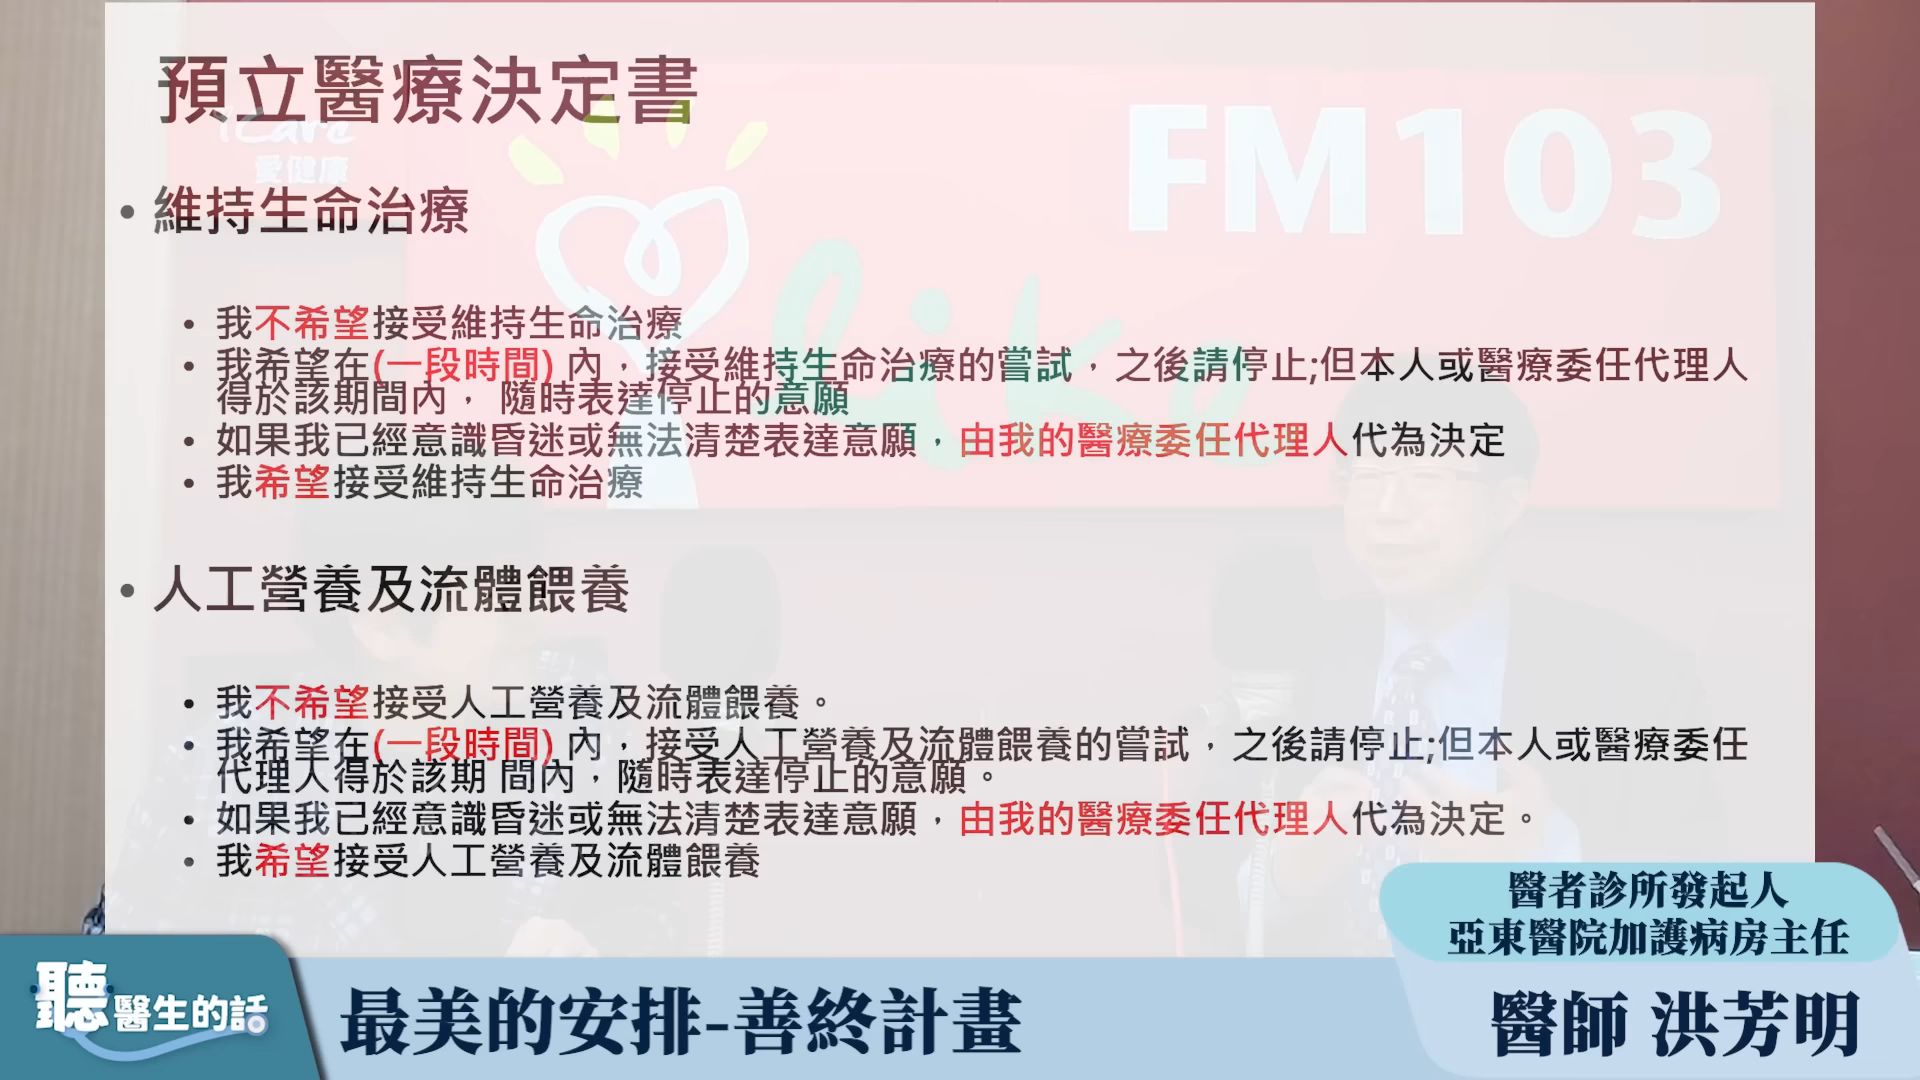 預立醫療決定書
iCare
愛健康
FM103
like
• 維持生命治療
• 我不希望接受維持生命治療
• 我希望在(一段時間) 內，接受維持生命治療的嘗試，之後請停止;但本人或醫療委任代理人
得於該期間內， 隨時表達停止的意願
• 如果我已經意識昏迷或無法清楚表達意願，由我的醫療委任代理人代為決定
• 我希望接受維持生命治療
• 人工營養及流體餵養
• 我不希望接受人工營養及流體餵養。
• 我希望在(一段時間) 內，接受人工營養及流體餵養的嘗試，之後請停止;但本人或醫療委任
代理人得於該期 間內，隨時表達停止的意願。
• 如果我已經意識昏迷或無法清楚表達意願，由我的醫療委任代理人代為決定。
• 我希望接受人工營養及流體餵養
醫者診所發起人
亞東醫院加護病房主任
聽醫生的話
最美的安排-善終計畫
醫師 洪芳明